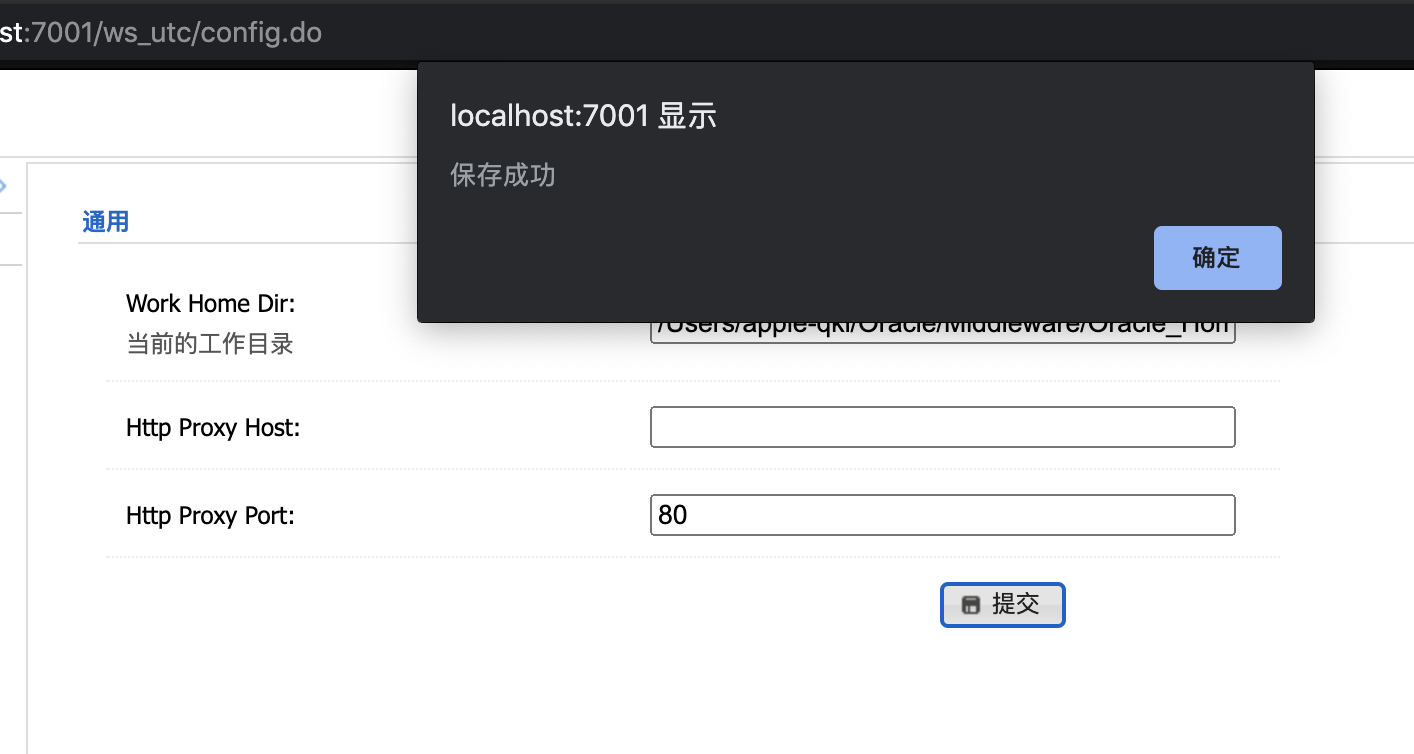 st:7001/ws_utc/config.do
localhost:7001 显示
保存成功
确定
通用
Work Home Dir:
当前的工作目录
/Users/apple-qki/Oracle/Middleware/Oracle_Hom
Http Proxy Host:
Http Proxy Port:
80
提交